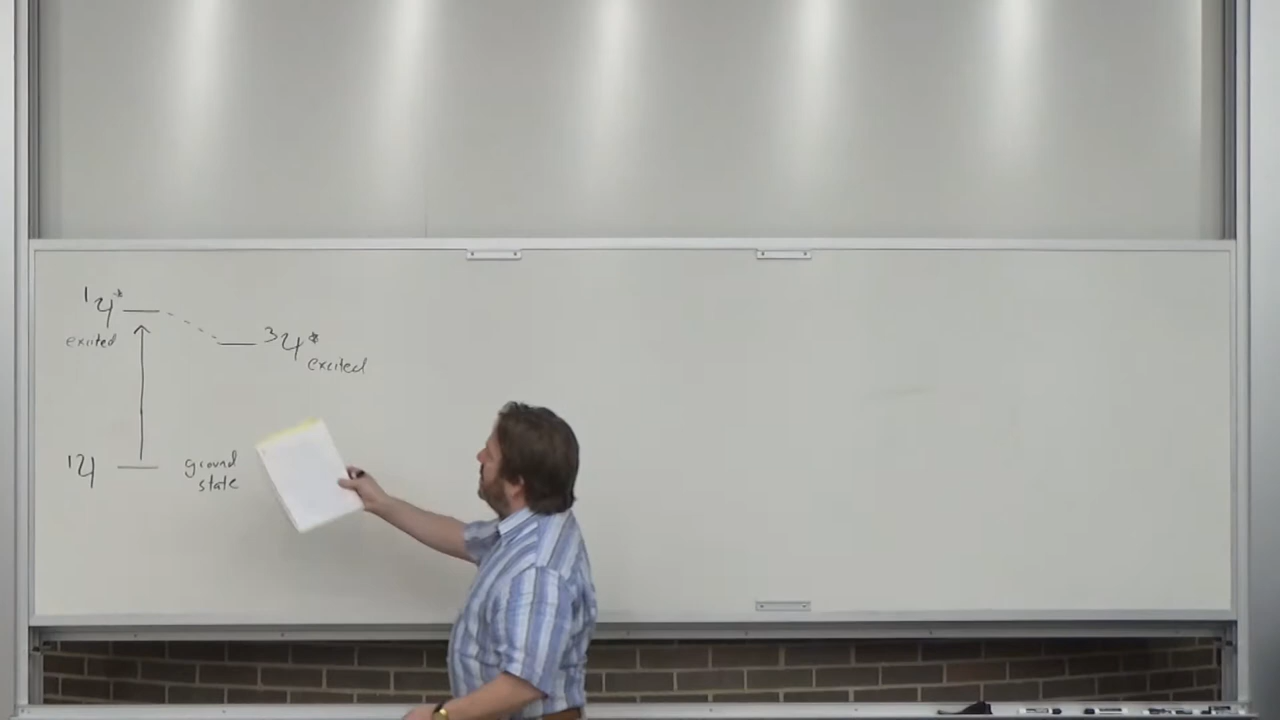 ¹Ψ*
excited
³Ψ*
excited
¹Ψ
ground
state